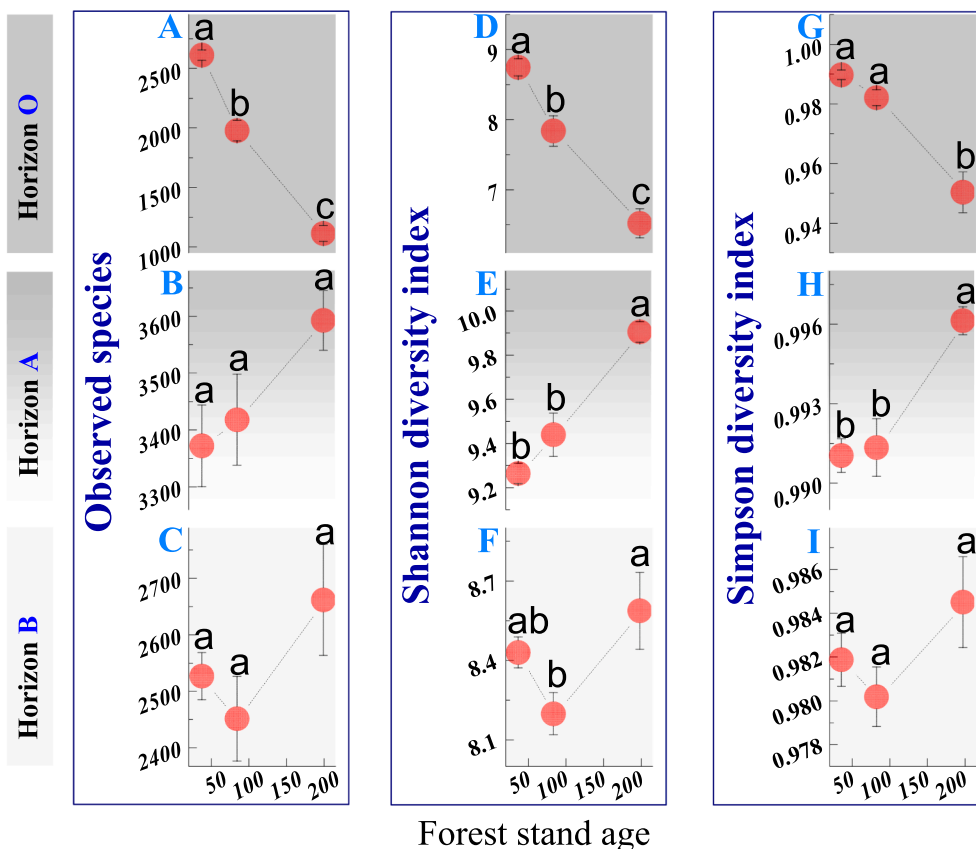 Horizon O
Horizon A
Horizon B
Observed species
A
a
b
c
2500
2000
1500
1000
B
a
a
a
3600
3500
3400
3300
C
a
a
a
2700
2600
2500
2400
50 100 150 200
Shannon diversity index
D
a
b
c
9
8
7
E
b
b
a
10.0
9.8
9.6
9.4
9.2
F
ab
b
a
8.7
8.4
8.1
50 100 150 200
Simpson diversity index
G
a
a
b
1.00
0.98
0.96
0.94
H
b
b
a
0.996
0.993
0.990
I
a
a
a
0.986
0.984
0.982
0.980
0.978
50 100 150 200
Forest stand age